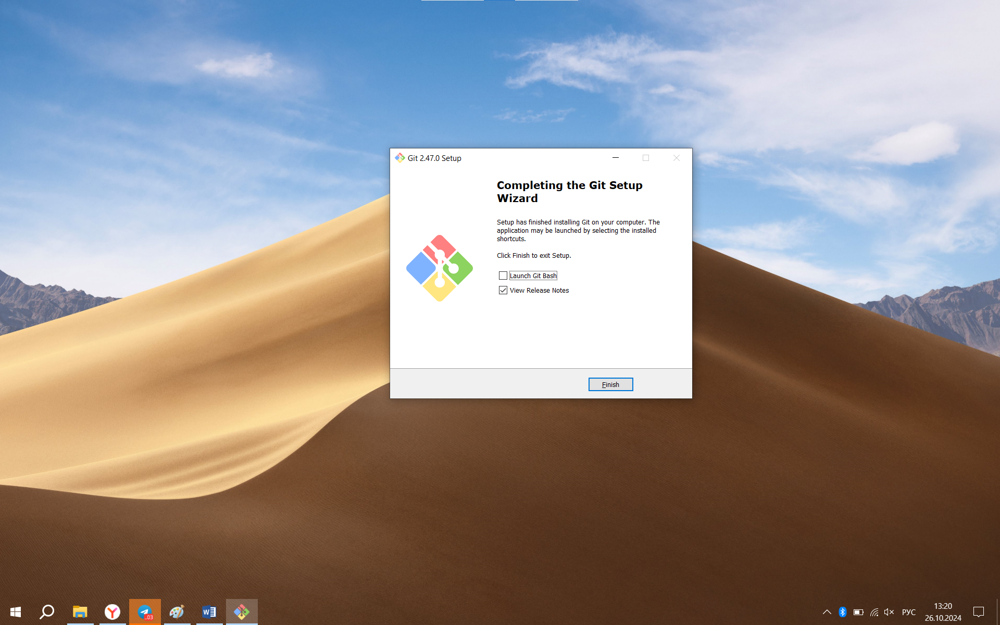 Git 2.47.0 Setup
Completing the Git Setup
Wizard
Setup has finished installing Git on your computer. The
application may be launched by selecting the installed
shortcuts.
Click Finish to exit Setup.
Launch Git Bash
View Release Notes
Finish
..03
W
РУС
13:20
26.10.2024